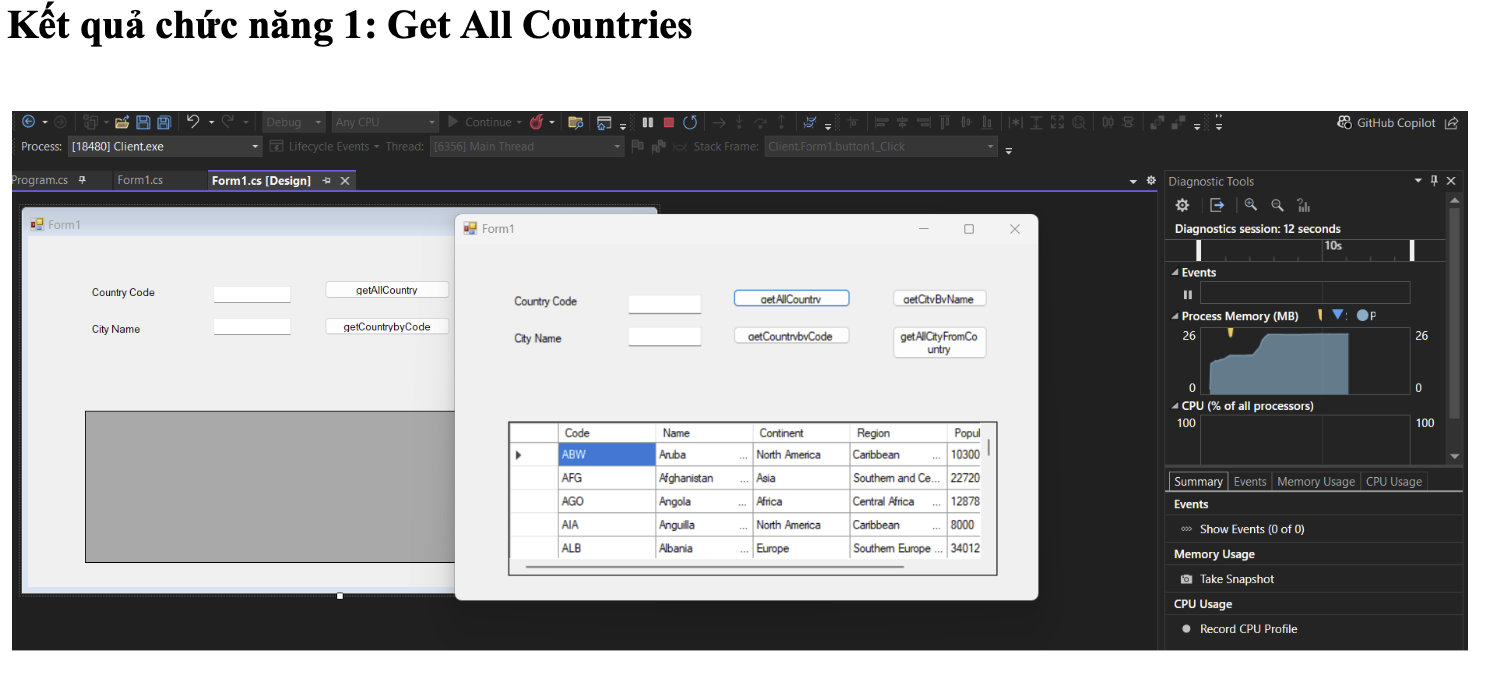 Kết quả chức năng 1: Get All Countries
Debug Any CPU Continue GitHub Copilot
Process: [18480] Client.exe Lifecycle Events Thread: [6356] Main Thread Stack Frame: Client.Form1.button1_Click
Program.cs Form1.cs Form1.cs [Design]
Form1
Country Code getAllCountry
City Name getCountrybyCode
Form1
Country Code getAllCountry getCityByName
City Name getCountrybyCode getAllCityFromCo
untry
Code Name Continent Region Popul
ABW Aruba ... North America Caribbean ... 10300
AFG Afghanistan ... Asia Southern and Ce... 22720
AGO Angola ... Africa Central Africa ... 12878
AIA Anguilla ... North America Caribbean ... 8000
ALB Albania ... Europe Southern Europe ... 34012
Diagnostic Tools
Diagnostics session: 12 seconds
10s
Events
Process Memory (MB) P
26 26
0 0
CPU (% of all processors)
100 100
Summary Events Memory Usage CPU Usage
Events
Show Events (0 of 0)
Memory Usage
Take Snapshot
CPU Usage
Record CPU Profile